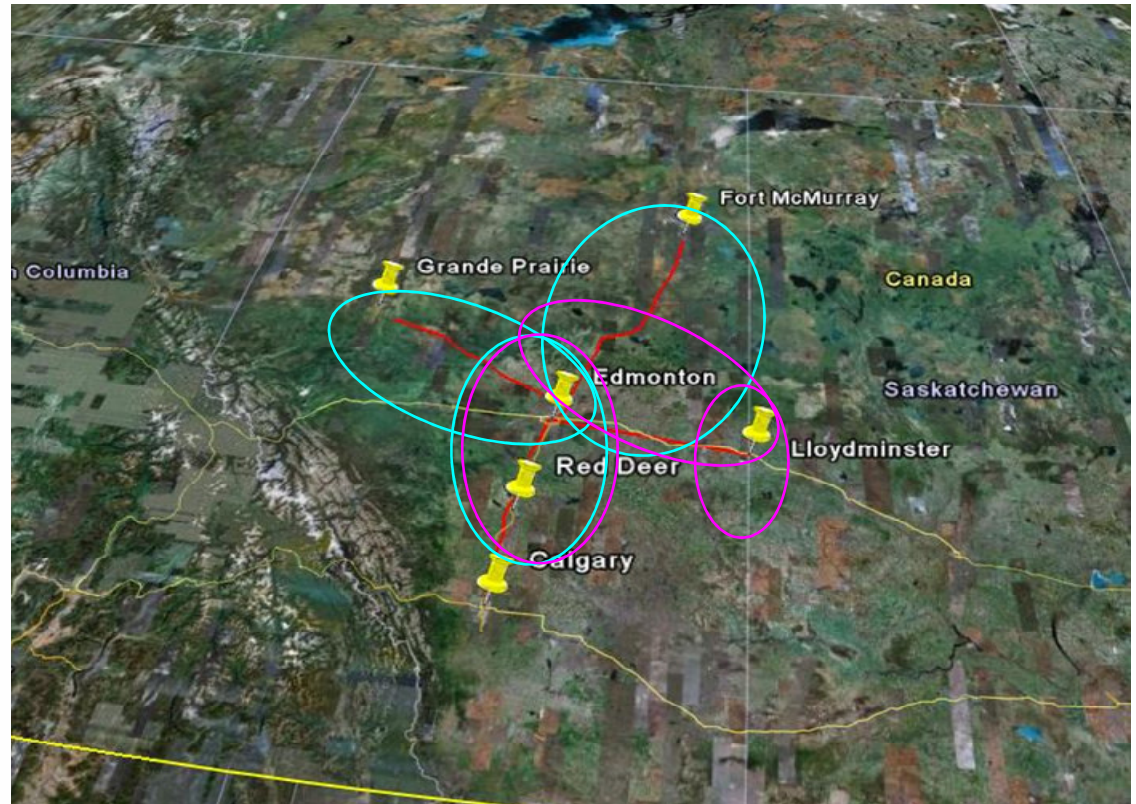 Fort McMurray
Grande Prairie
n Columbia
Canada
Edmonton
Saskatchewan
Lloydminster
Red Deer
Calgary